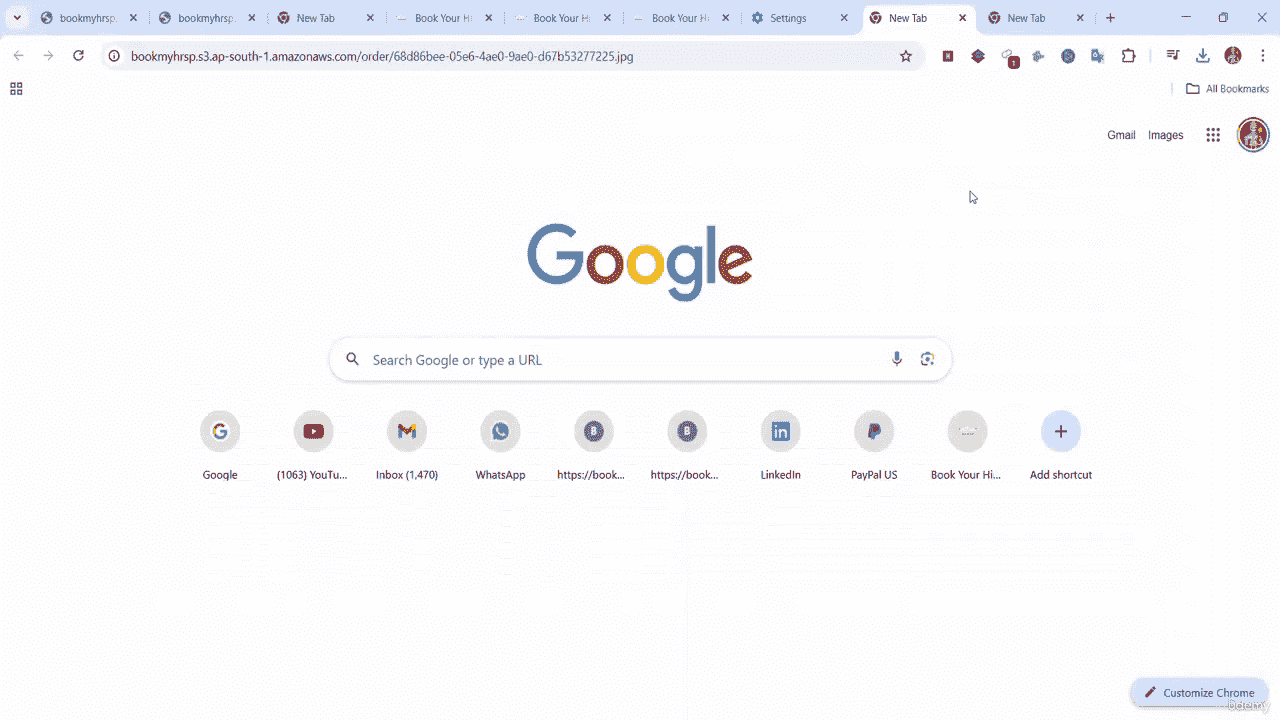 bookmyhrsp.
bookmyhrsp.
New Tab
Book Your Hi
Book Your Hi
Book Your Hi
Settings
New Tab
New Tab
bookmyhrsp.s3.ap-south-1.amazonaws.com/order/68d86bee-05e6-4ae0-9ae0-d67b53277225.jpg
1
All Bookmarks
Gmail
Images
Google
Search Google or type a URL
Google
(1063) YouTu...
Inbox (1,470)
WhatsApp
https://book...
https://book...
LinkedIn
PayPal US
Book Your Hi...
Add shortcut
Customize Chrome
ûdemy